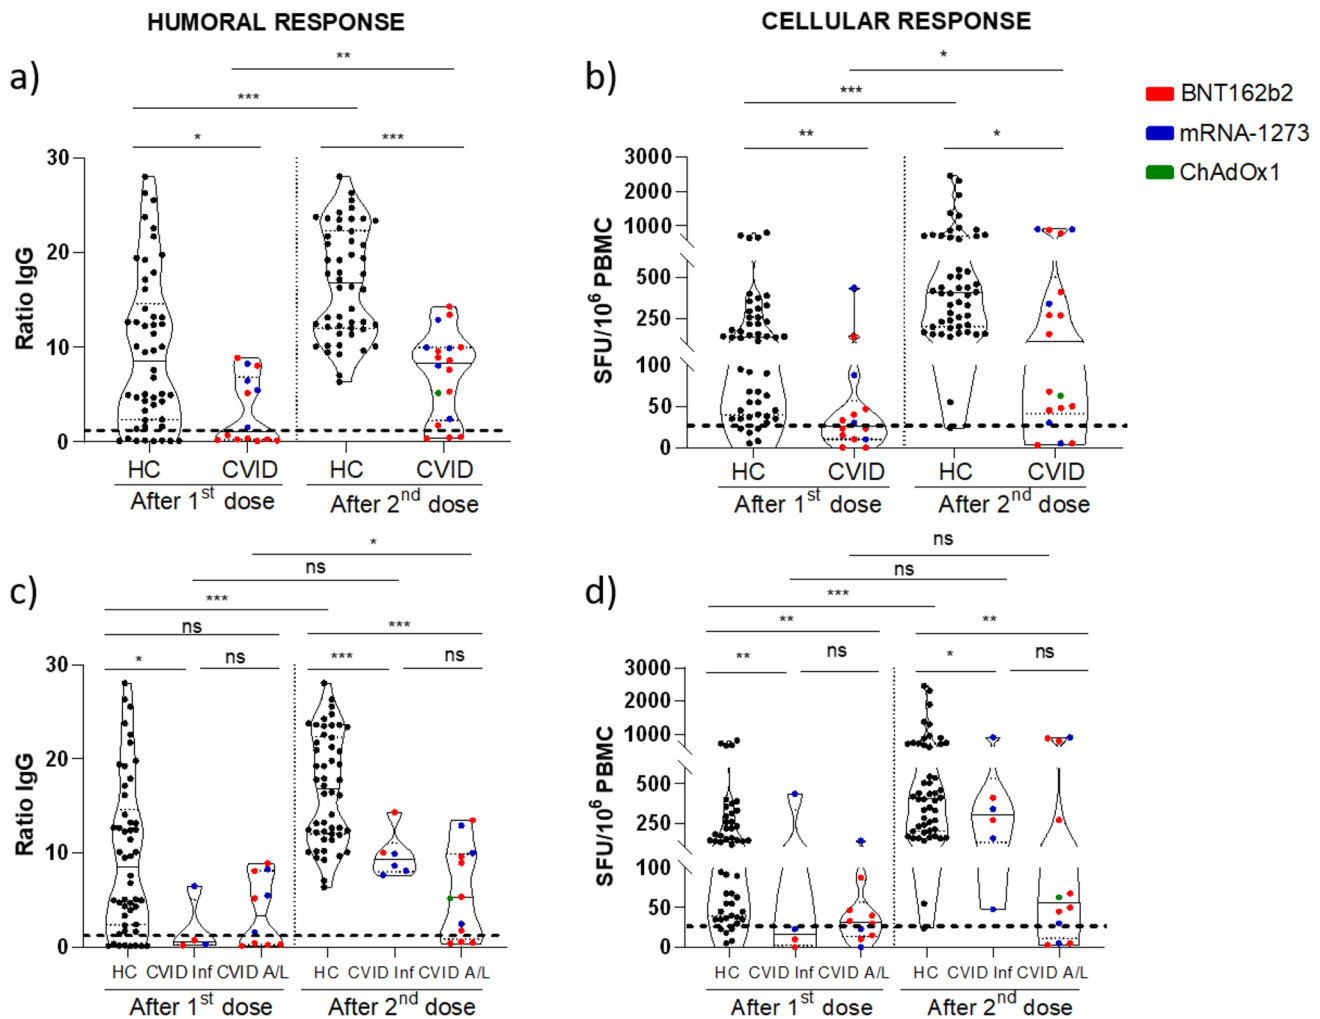 HUMORAL RESPONSE
CELLULAR RESPONSE
a)
**
***
*
***
30
20
10
0
Ratio IgG
HC
CVID
HC
CVID
After 1st dose
After 2nd dose
b)
*
***
**
*
3000
2000
1000
500
250
100
50
0
SFU/10^6 PBMC
HC
CVID
HC
CVID
After 1st dose
After 2nd dose
BNT162b2
mRNA-1273
ChAdOx1
c)
*
ns
***
ns
***
*
ns
***
ns
30
20
10
0
Ratio IgG
HC
CVID Inf
CVID A/L
HC
CVID Inf
CVID A/L
After 1st dose
After 2nd dose
d)
ns
ns
***
**
**
**
ns
*
ns
3000
2000
1000
500
250
100
50
0
SFU/10^6 PBMC
HC
CVID Inf
CVID A/L
HC
CVID Inf
CVID A/L
After 1st dose
After 2nd dose